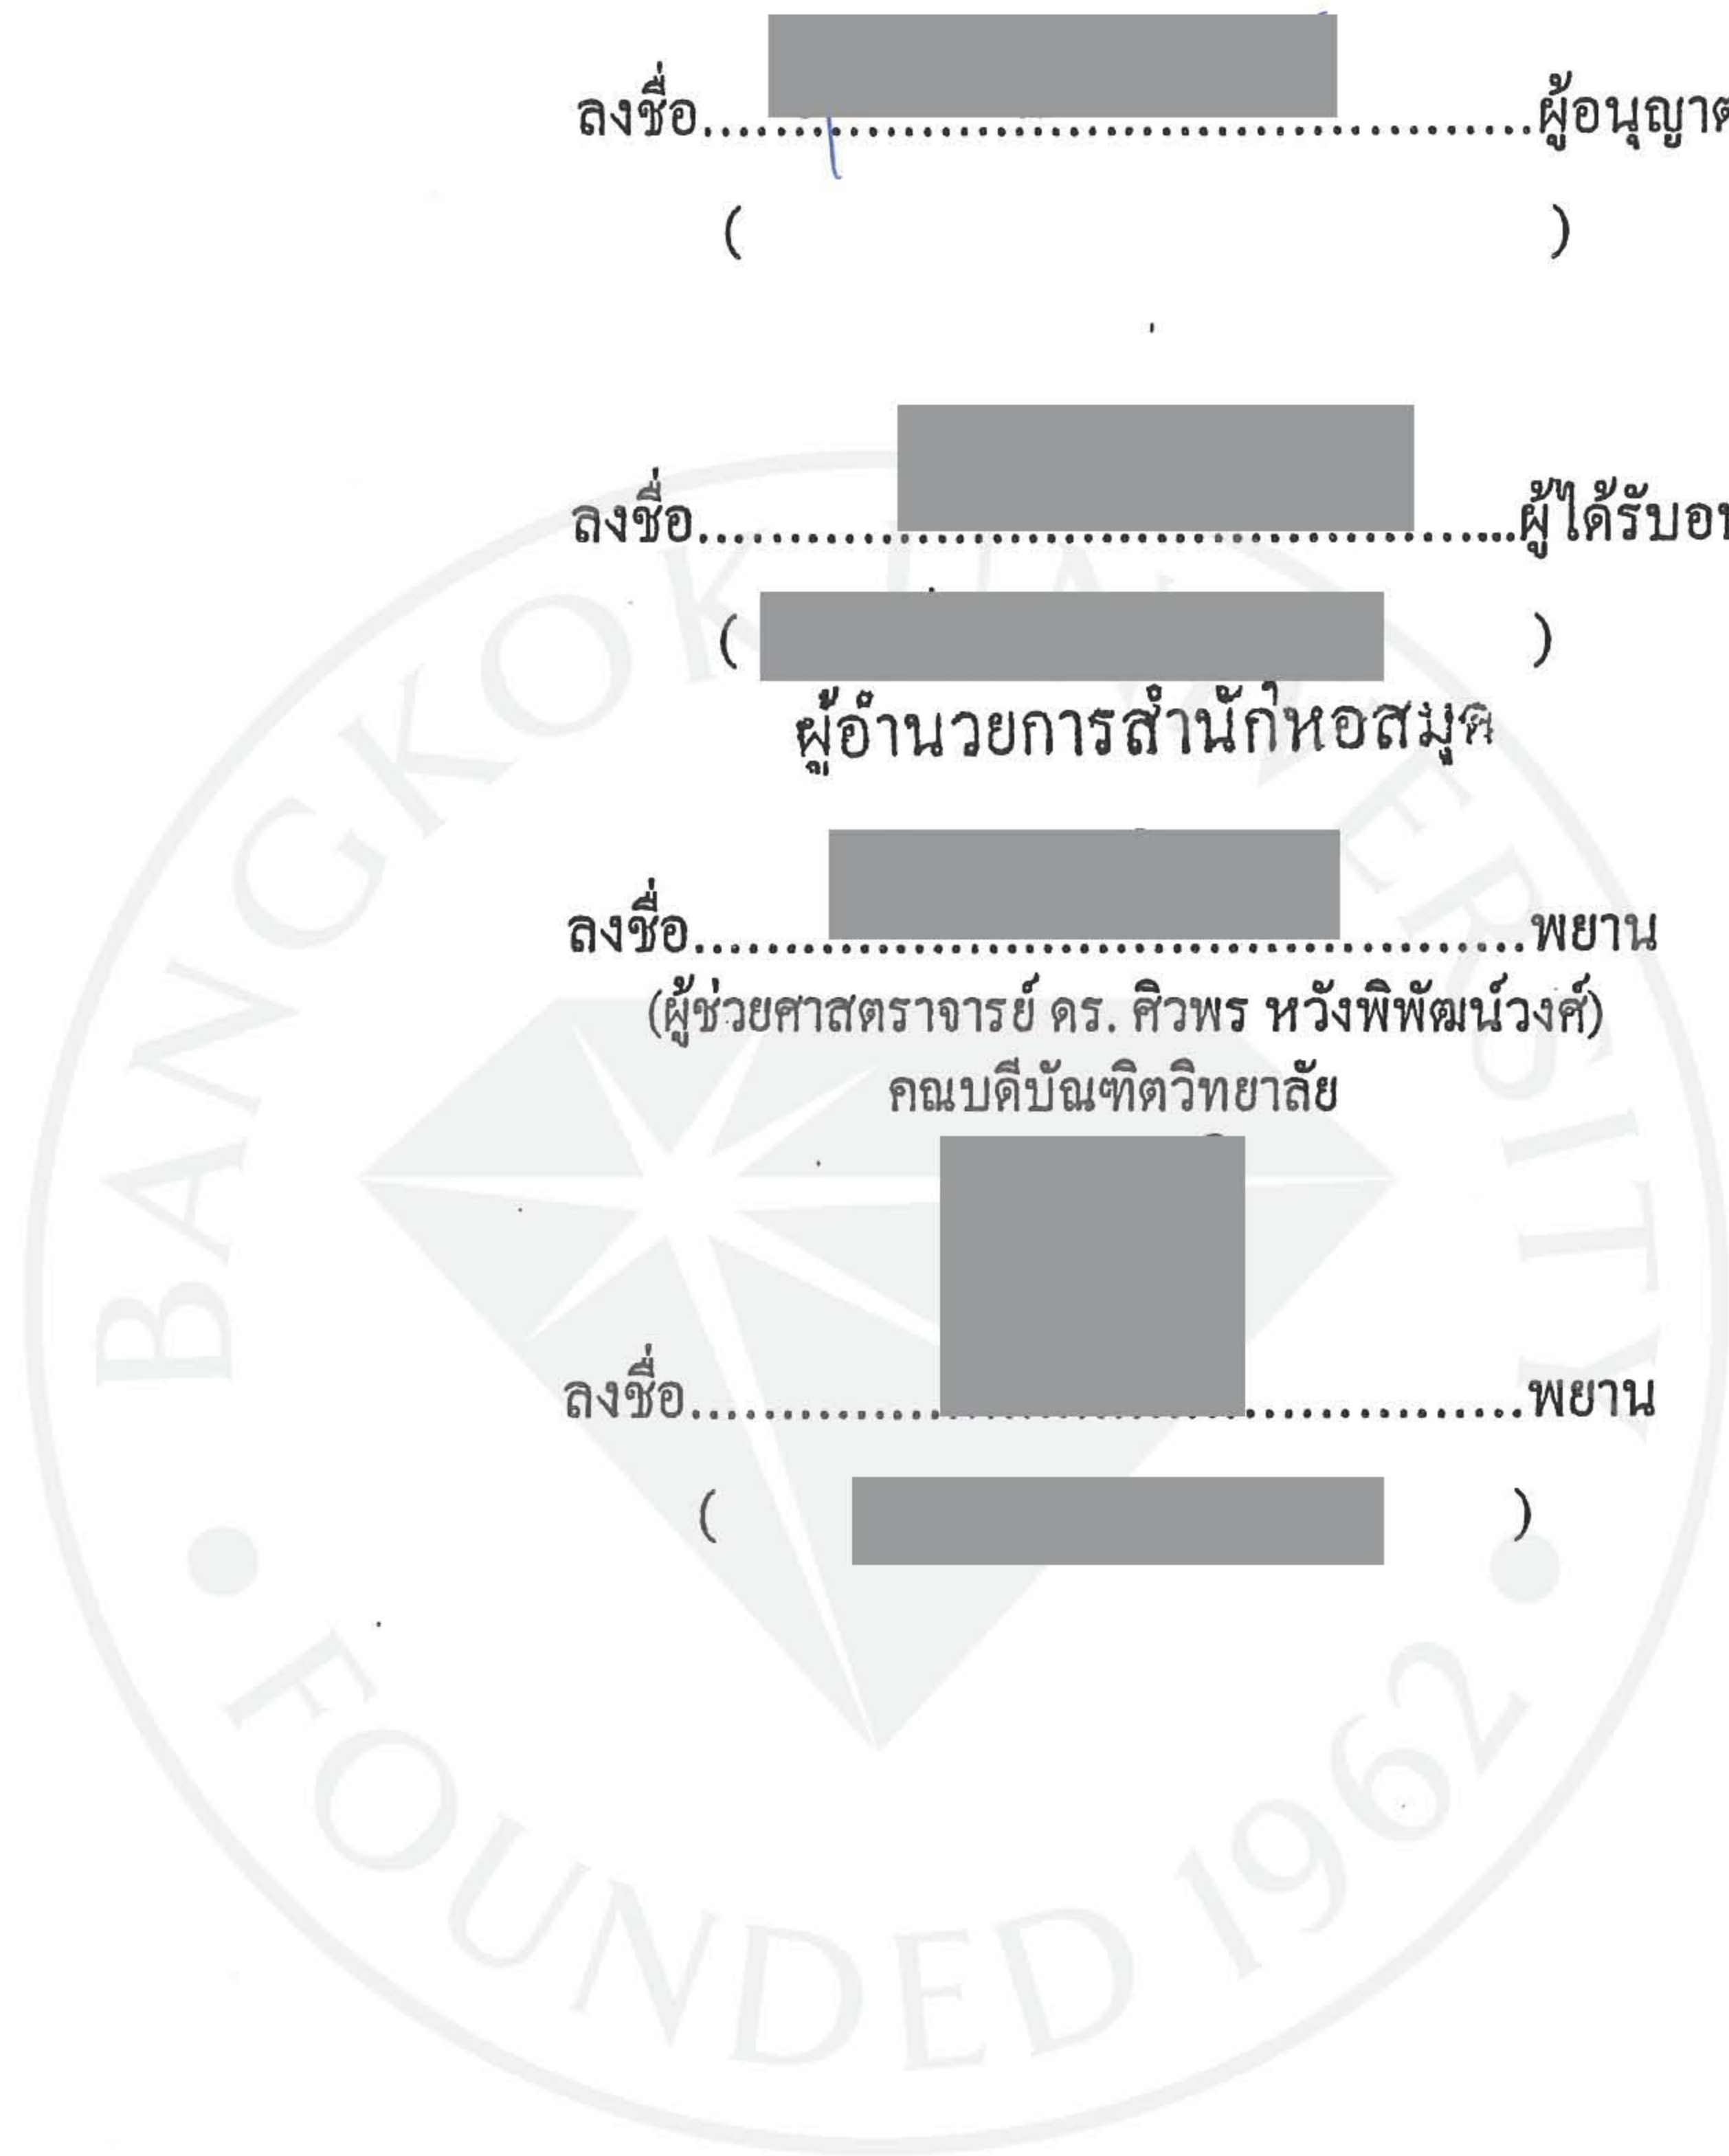 ลงชื่อ..............................................ผู้อนุญาต
( )
ลงชื่อ..............................................ผู้ได้รับอน
( )
ผู้อำนวยการสำนักหอสมุด
ลงชื่อ..............................................พยาน
(ผู้ช่วยศาสตราจารย์ ดร. ศิวพร หวังพิพัฒน์วงศ์)
คณบดีบัณฑิตวิทยาลัย
ลงชื่อ..............................................พยาน
( )
BANGKOK UNIVERSITY
FOUNDED 1962